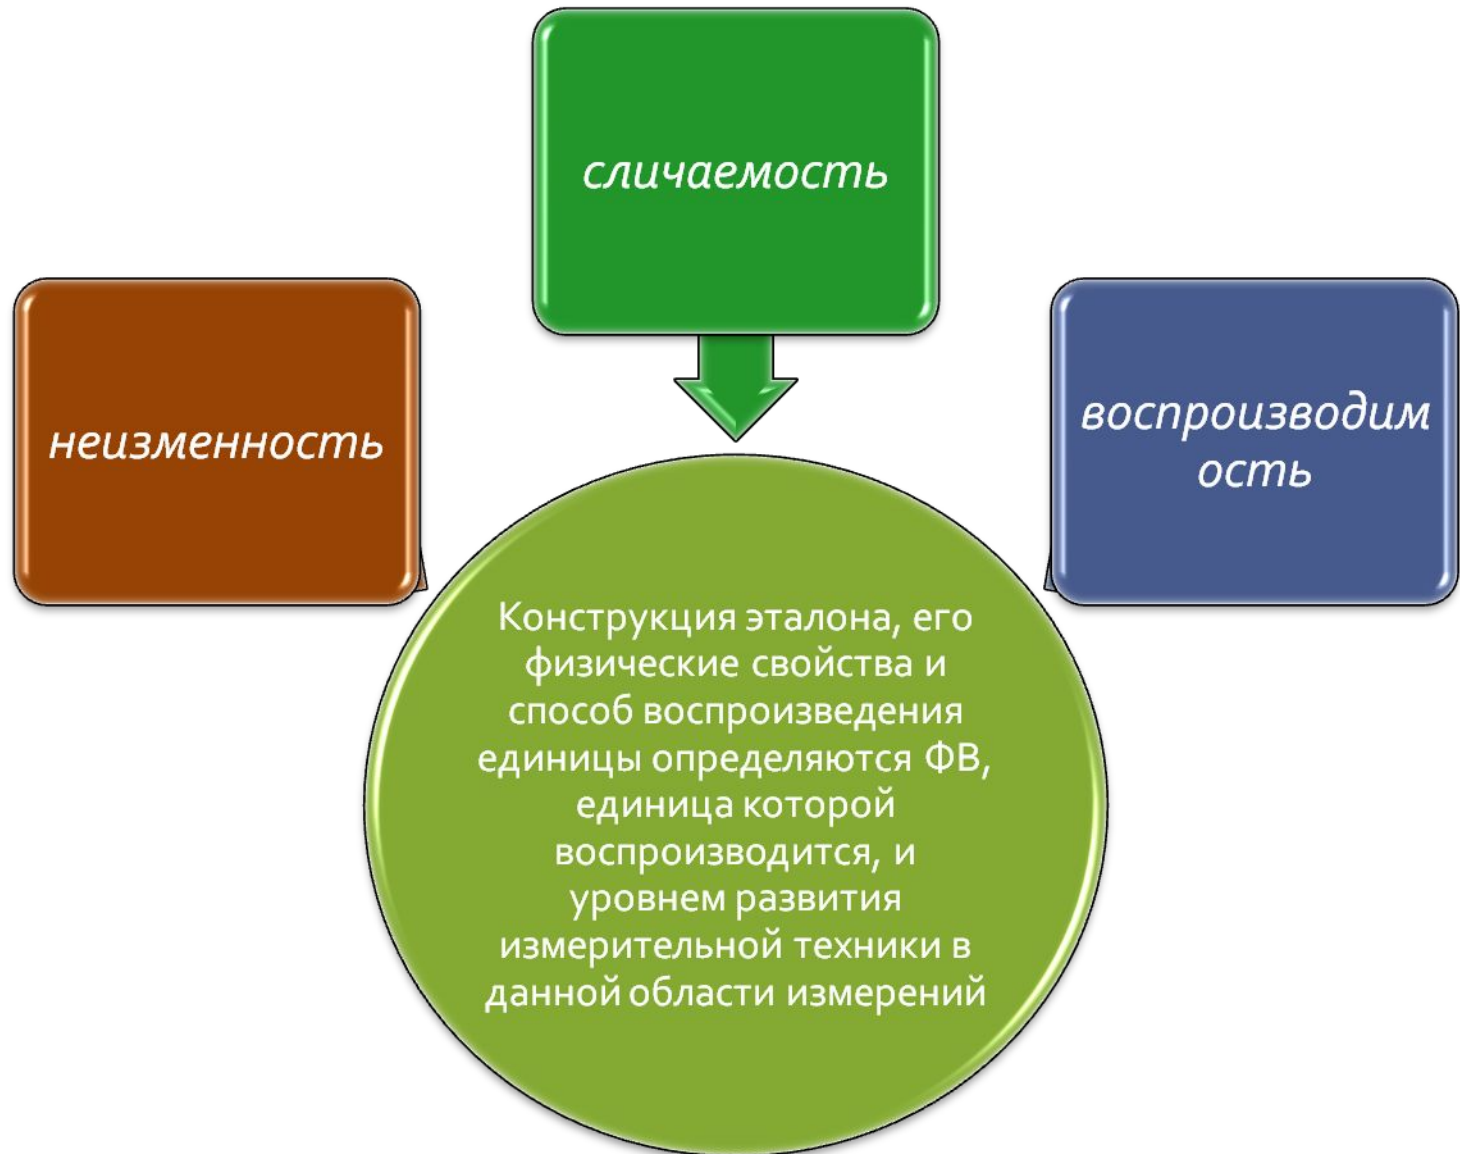 сличаемость
неизменность
воспроизводим
ость
Конструкция эталона, его
физические свойства и
способ воспроизведения
единицы определяются ФВ,
единица которой
воспроизводится, и
уровнем развития
измерительной техники в
данной области измерений